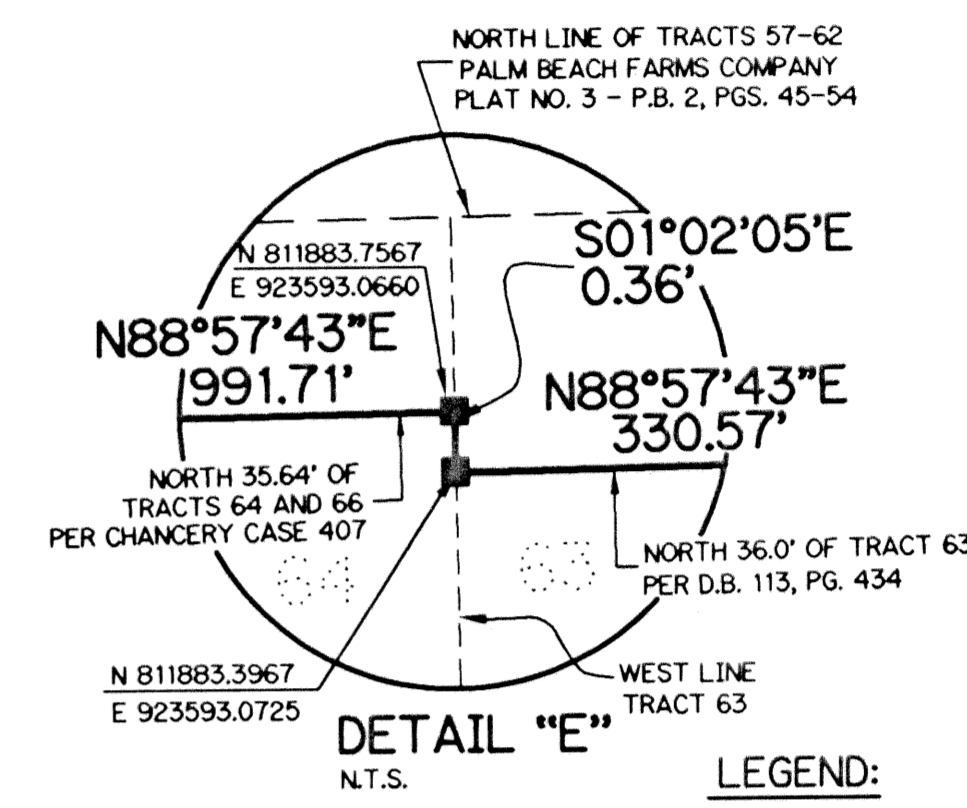 NORTH LINE OF TRACTS 57-62
PALM BEACH FARMS COMPANY
PLAT NO. 3 - P.B. 2, PGS. 45-54
S01°02'05'E
0.36'
N 811883.7567
E 923593.0660
N88°57'43"E
991.71'
N88°57'43"E
330.57'
NORTH 35.64' OF
TRACTS 64 AND 66
PER CHANCERY CASE 407
NORTH 36.0' OF TRACT 63
PER D.B. 113, PG. 434
64
63
N 811883.3967
E 923593.0725
WEST LINE
TRACT 63
DETAIL "E"
N.T.S.
LEGEND: